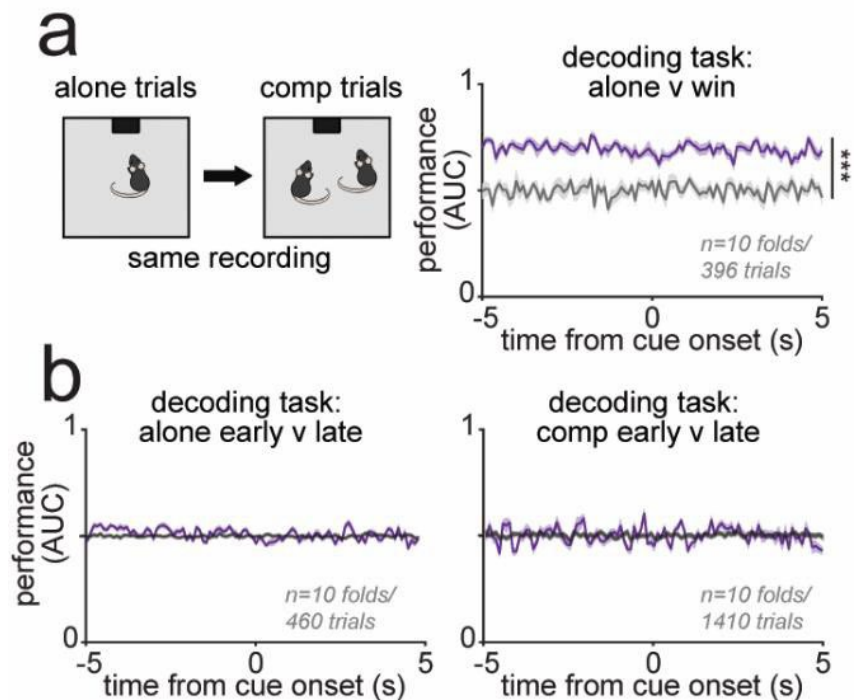 a
alone trials
comp trials
same recording
decoding task:
alone v win
1
performance
(AUC)
0
n=10 folds/
396 trials
***
-5
0
5
time from cue onset (s)
b
decoding task:
alone early v late
1
performance
(AUC)
0
n=10 folds/
460 trials
-5
0
5
time from cue onset (s)
decoding task:
comp early v late
1
0
n=10 folds/
1410 trials
-5
0
5
time from cue onset (s)